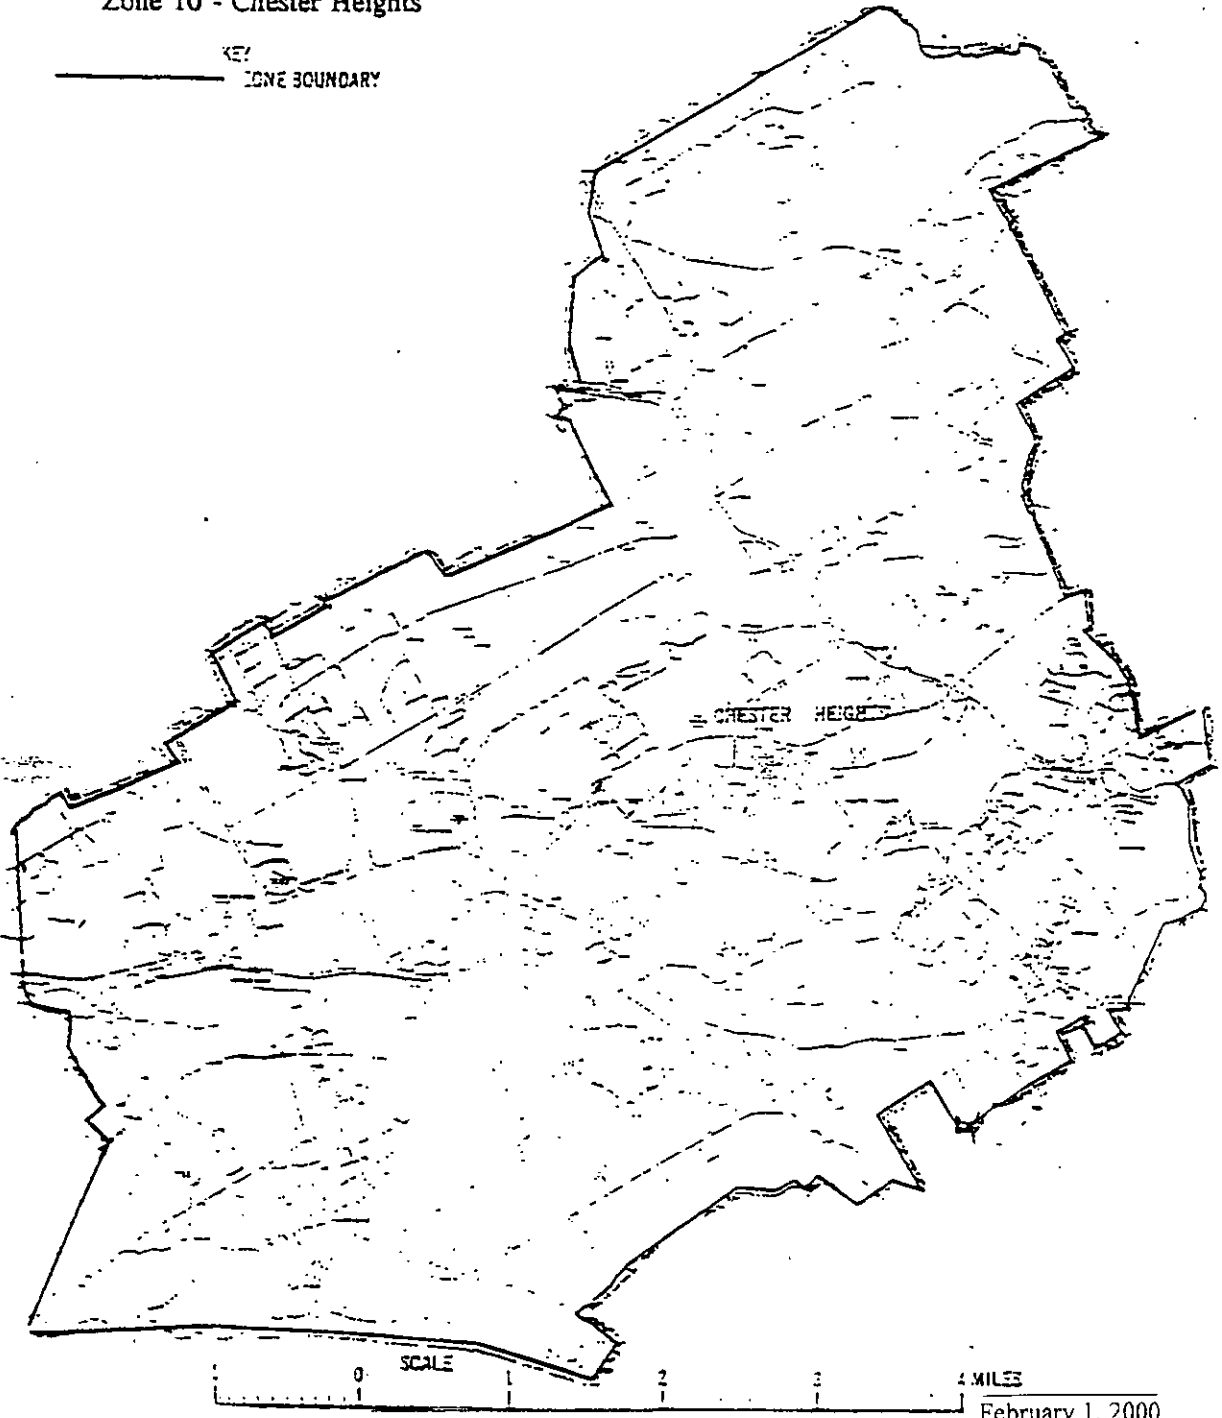 Zone 10 - Chester Heights
KEY
ZONE BOUNDARY
CHESTER HEIGHTS
SCALE
1 0 1 2 3 4 MILES
February 1, 2000